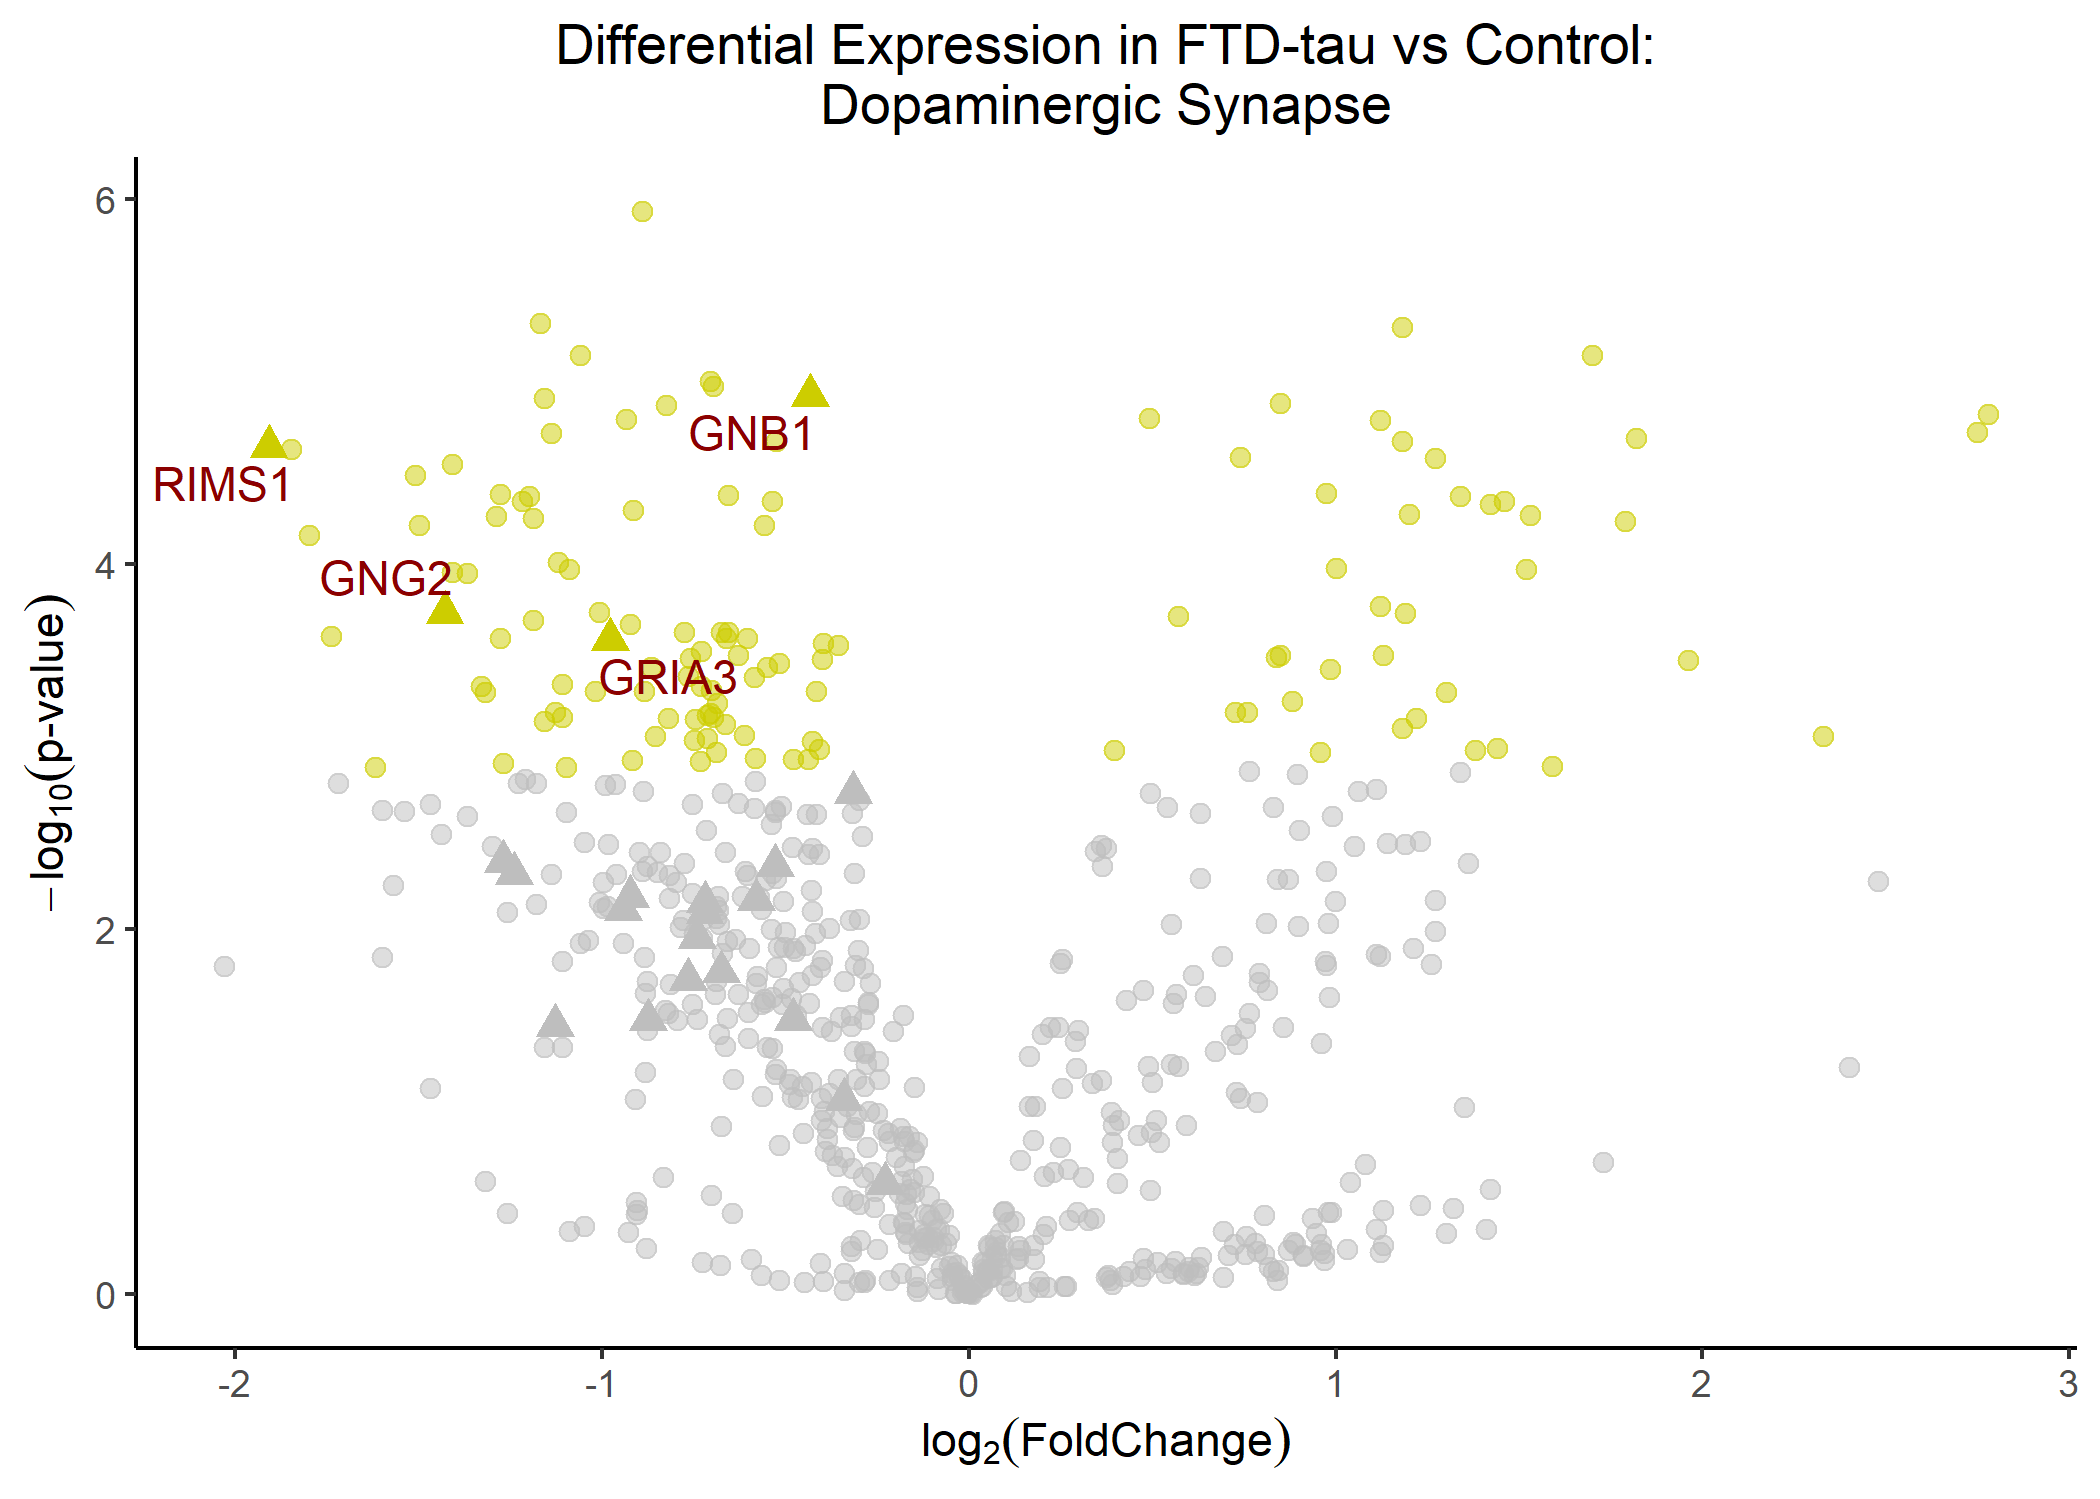 Differential Expression in FTD-tau vs Control:
Dopaminergic Synapse
−log10(p-value)
6
4
2
0
GNB1
RIMS1
GNG2
GRIA3
-2
-1
0
1
2
3
log2(FoldChange)